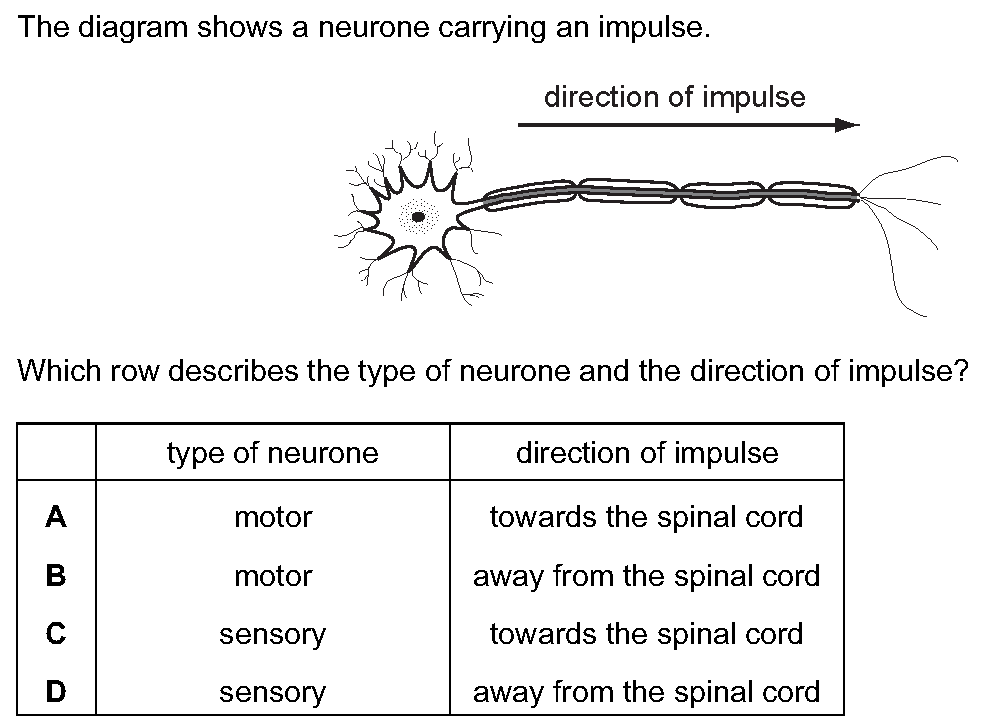 The diagram shows a neurone carrying an impulse.
direction of impulse
Which row describes the type of neurone and the direction of impulse?
type of neurone direction of impulse
A motor towards the spinal cord
B motor away from the spinal cord
C sensory towards the spinal cord
D sensory away from the spinal cord